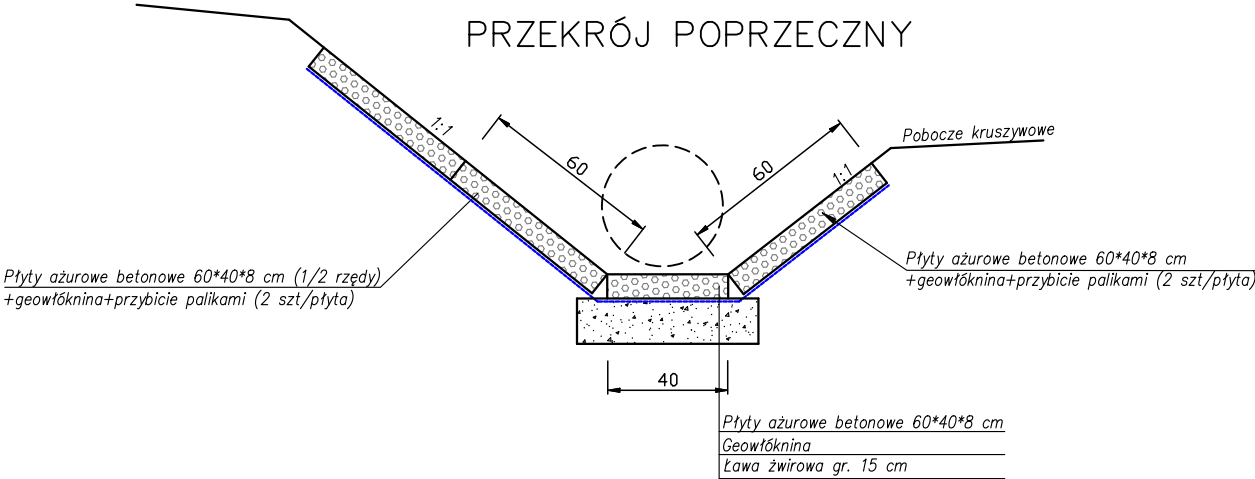 PRZEKRÓJ POPRZECZNY
1:1
60
60
1:1
Pobocze kruszywowe
Płyty ażurowe betonowe 60*40*8 cm (1/2 rzędy)
+geowłóknina+przybicie palikami (2 szt/płyta)
Płyty ażurowe betonowe 60*40*8 cm
+geowłóknina+przybicie palikami (2 szt/płyta)
40
Płyty ażurowe betonowe 60*40*8 cm
Geowłóknina
Ława żwirowa gr. 15 cm